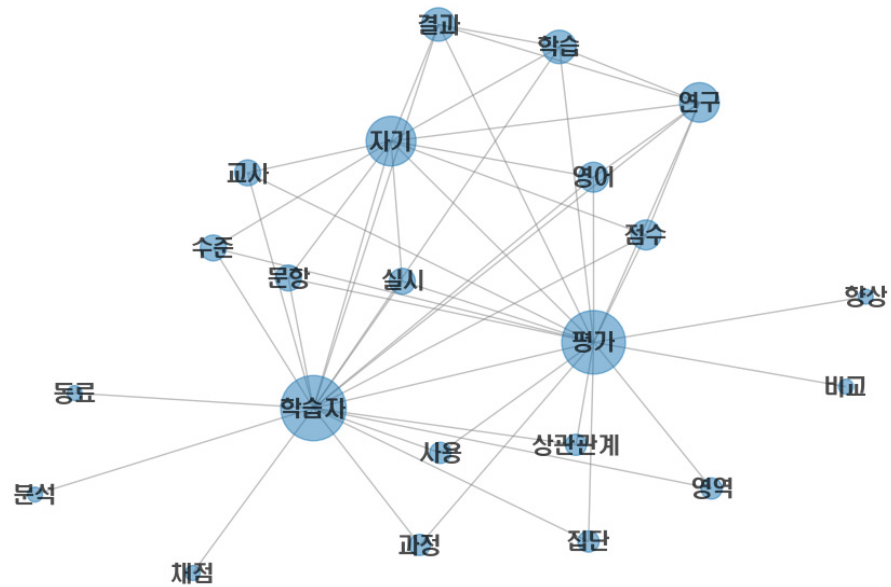 결과
학습
연구
자기
교사
영어
점수
수준
문항
실시
향상
평가
비교
동료
학습자
사용
상관관계
분석
영역
과정
집단
채점